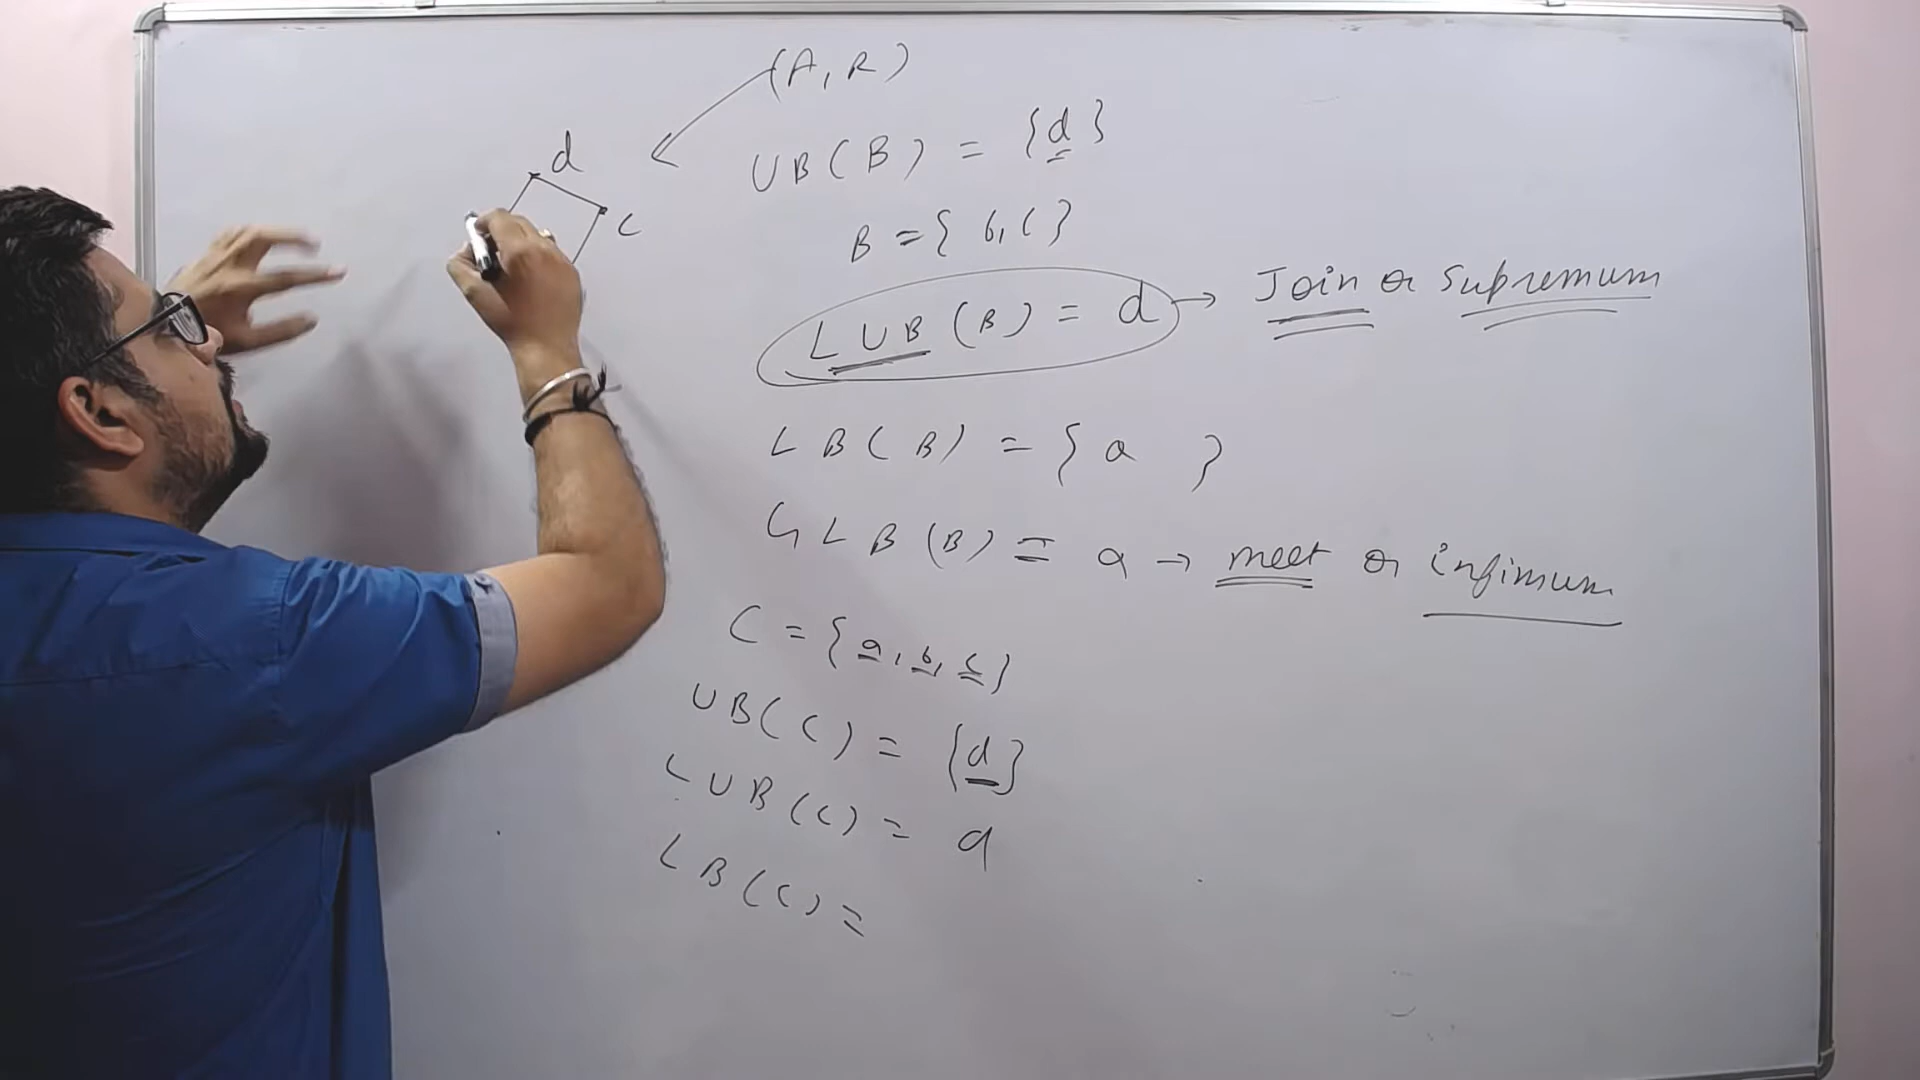 (A, R)
d
c
UB(B) = {d}
B = { b, c}
LUB (B) = d → Join or Supremum
LB(B) = { a }
GLB (B) = a → meet or infimum
C = {a, b, c}
UB(C) = {d}
LUB(C) = d
LB(C) =